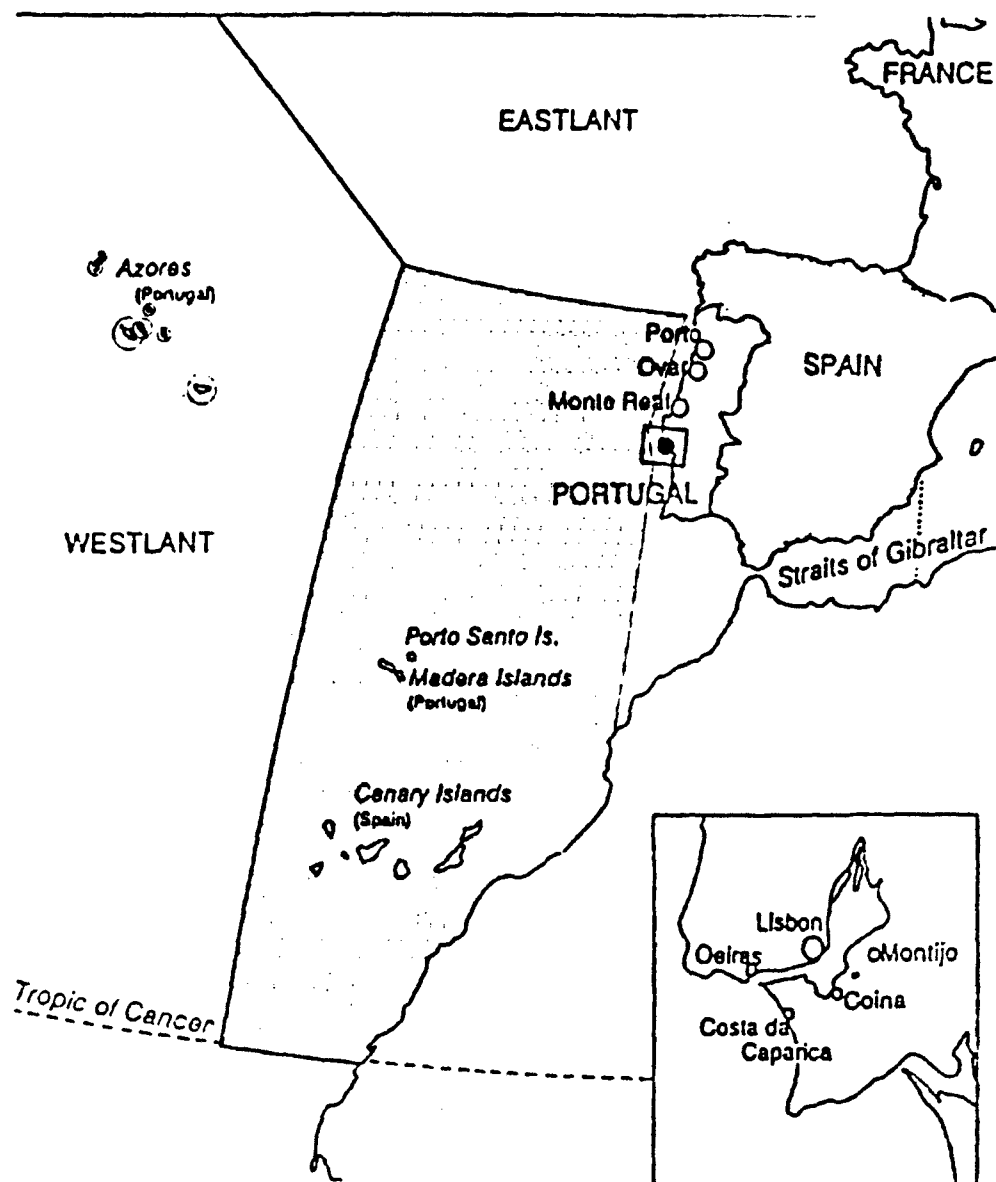 FRANCE
EASTLANT
Azores
(Portugal)
Porto
Ovar
SPAIN
Monte Real
PORTUGAL
WESTLANT
Straits of Gibraltar
Porto Santo Is.
Madera Islands
(Portugal)
Canary Islands
(Spain)
Tropic of Cancer
Lisbon
Oeiras
Montijo
Coina
Costa da
Caparica